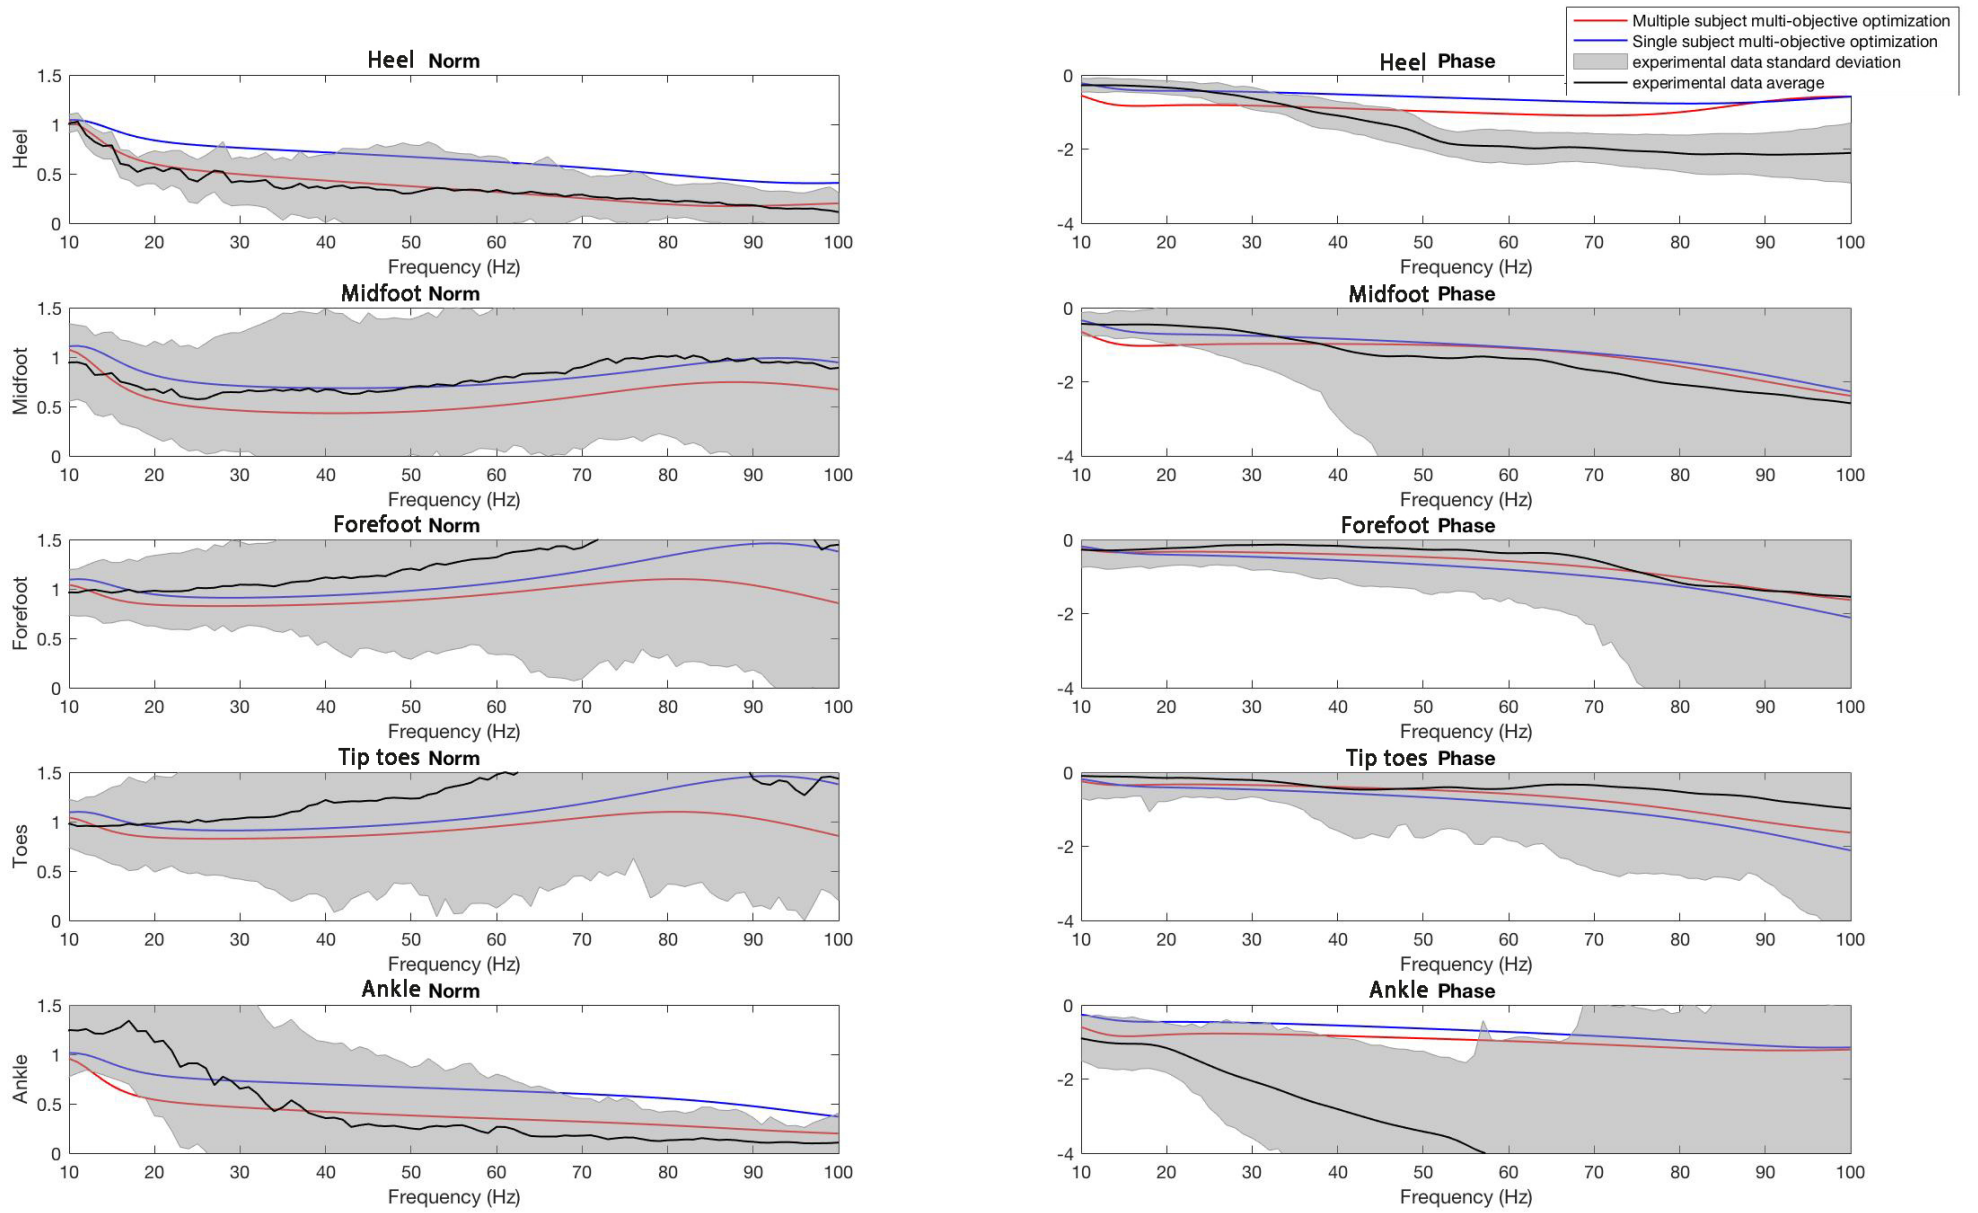 Multiple subject multi-objective optimization
Single subject multi-objective optimization
experimental data standard deviation
experimental data average
Heel Norm
1.5
1
0.5
0
Heel
10 20 30 40 50 60 70 80 90 100
Frequency (Hz)
Heel Phase
0
-2
-4
10 20 30 40 50 60 70 80 90 100
Frequency (Hz)
Midfoot Norm
1.5
1
0.5
0
Midfoot
10 20 30 40 50 60 70 80 90 100
Frequency (Hz)
Midfoot Phase
0
-2
-4
10 20 30 40 50 60 70 80 90 100
Frequency (Hz)
Forefoot Norm
1.5
1
0.5
0
Forefoot
10 20 30 40 50 60 70 80 90 100
Frequency (Hz)
Forefoot Phase
0
-2
-4
10 20 30 40 50 60 70 80 90 100
Frequency (Hz)
Tip toes Norm
1.5
1
0.5
0
Toes
10 20 30 40 50 60 70 80 90 100
Frequency (Hz)
Tip toes Phase
0
-2
-4
10 20 30 40 50 60 70 80 90 100
Frequency (Hz)
Ankle Norm
1.5
1
0.5
0
Ankle
10 20 30 40 50 60 70 80 90 100
Frequency (Hz)
Ankle Phase
0
-2
-4
10 20 30 40 50 60 70 80 90 100
Frequency (Hz)